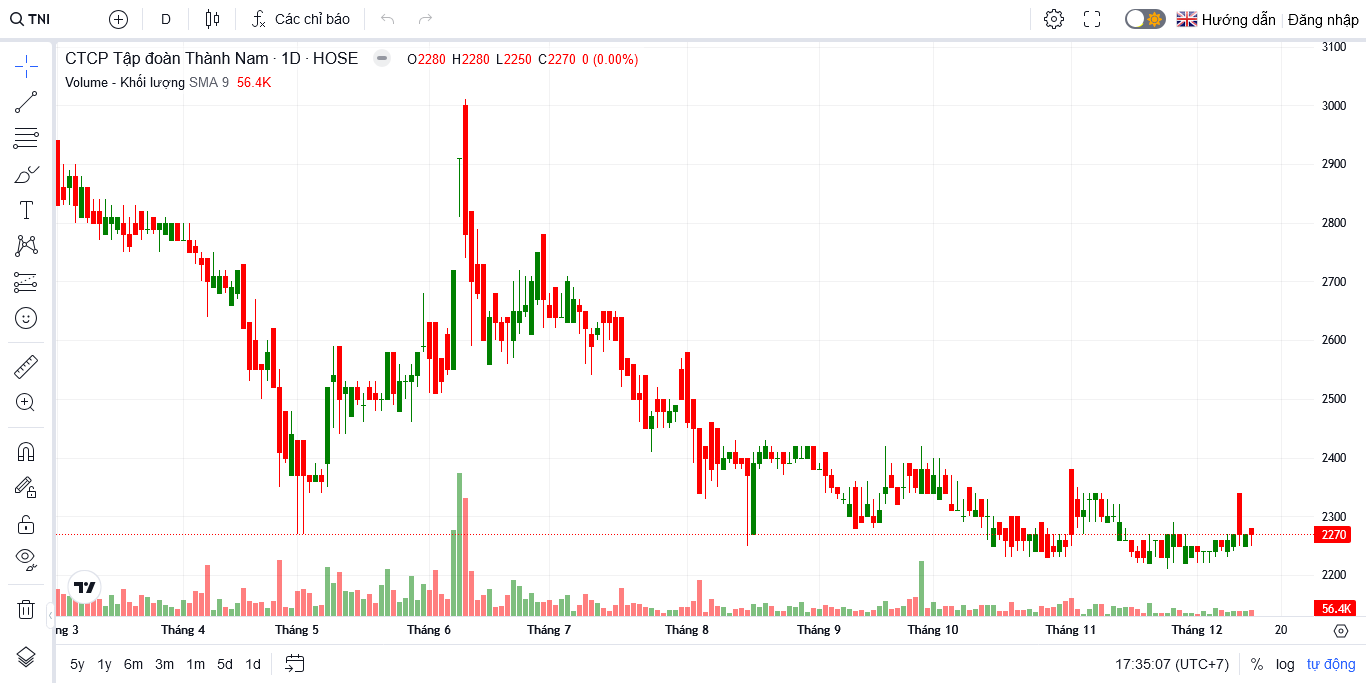 TNI D Các chỉ báo Hướng dẫn Đăng nhập
CTCP Tập đoàn Thành Nam · 1D · HOSE O2280 H2280 L2250 C2270 0 (0.00%)
Volume - Khối lượng SMA 9 56.4K
3100
3000
2900
2800
2700
2600
2500
2400
2300
2270
2200
56.4K
ng 3 Tháng 4 Tháng 5 Tháng 6 Tháng 7 Tháng 8 Tháng 9 Tháng 10 Tháng 11 Tháng 12 20
5y 1y 6m 3m 1m 5d 1d 17:35:07 (UTC+7) % log tự động